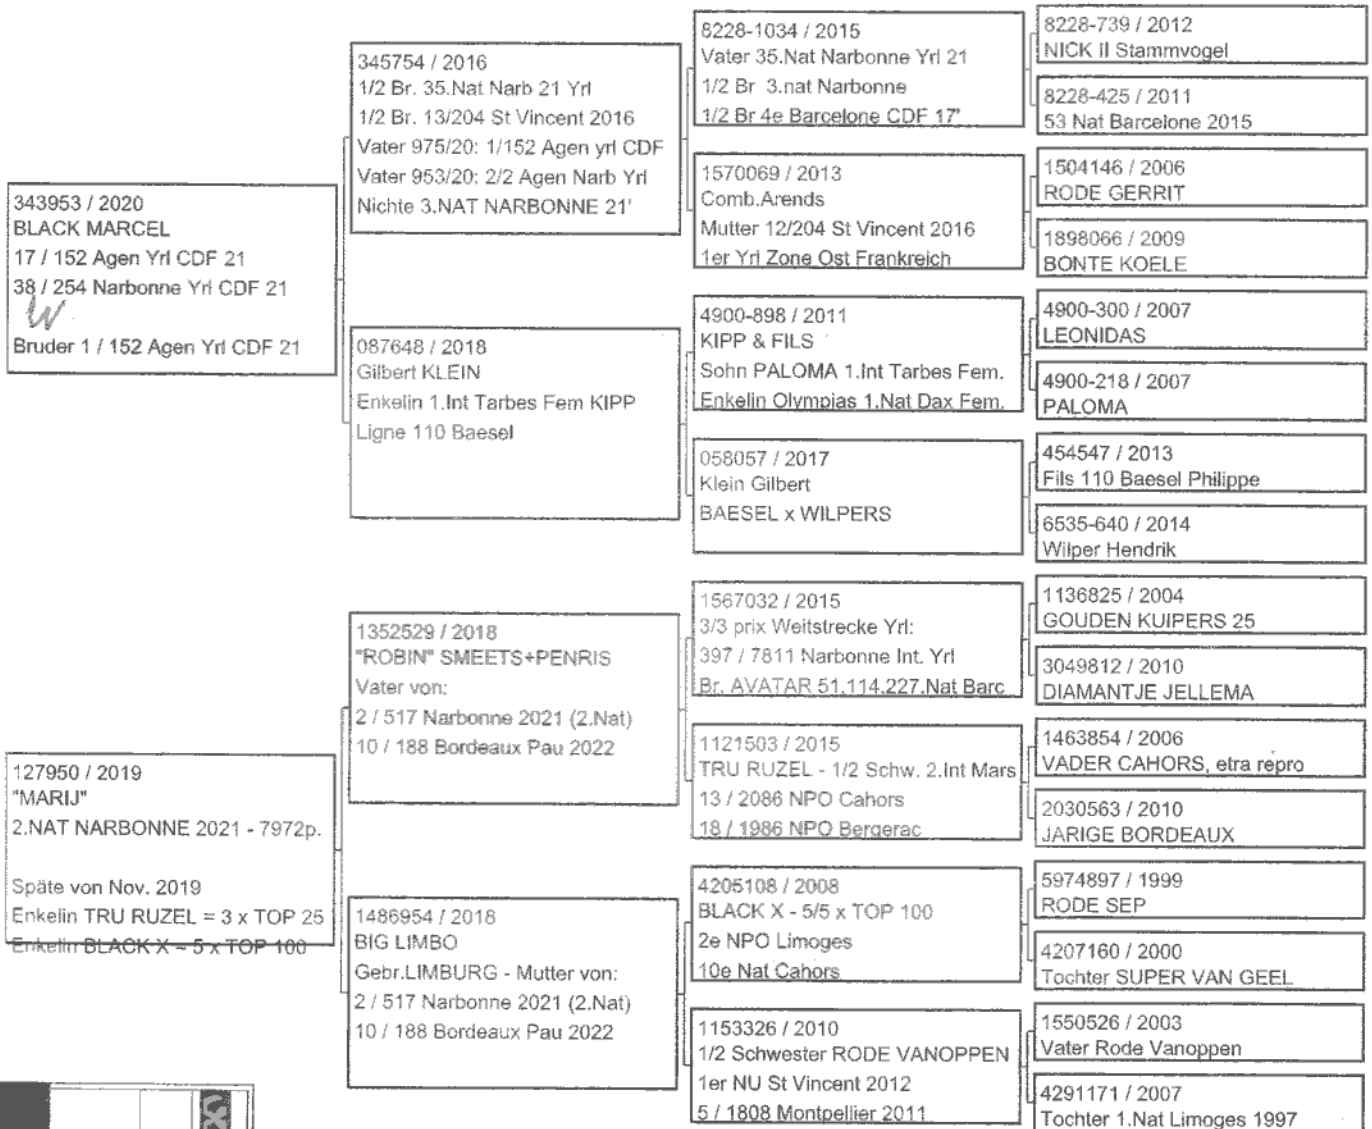 343953 / 2020
BLACK MARCEL
17 / 152 Agen Yrl CDF 21
38 / 254 Narbonne Yrl CDF 21
W
Bruder 1 / 152 Agen Yrl CDF 21
127950 / 2019
"MARIJ"
2.NAT NARBONNE 2021 - 7972p.
Späte von Nov. 2019
Enkelin TRU RUZEL = 3 x TOP 25
Enkelin BLACK X = 5 x TOP 100
345754 / 2016
1/2 Br. 35.Nat Narb 21 Yrl
1/2 Br. 13/204 St Vincent 2016
Vater 975/20: 1/152 Agen yrl CDF
Vater 953/20: 2/2 Agen Narb Yrl
Nichte 3.NAT NARBONNE 21'
087648 / 2018
Gilbert KLEIN
Enkelin 1.Int Tarbes Fem KIPP
Ligne 110 Baesel
1352529 / 2018
"ROBIN" SMEETS+PENRIS
Vater von:
2 / 517 Narbonne 2021 (2.Nat)
10 / 188 Bordeaux Pau 2022
1486954 / 2018
BIG LIMBO
Gebr.LIMBURG - Mutter von:
2 / 517 Narbonne 2021 (2.Nat)
10 / 188 Bordeaux Pau 2022
8228-1034 / 2015
Vater 35.Nat Narbonne Yrl 21
1/2 Br  3.nat Narbonne
1/2 Br 4e Barcelone CDF 17'
1570069 / 2013
Comb.Arends
Mutter 12/204 St Vincent 2016
1er Yrl Zone Ost Frankreich
4900-898 / 2011
KIPP & FILS
Sohn PALOMA 1.Int Tarbes Fem.
Enkelin Olympias 1.Nat Dax Fem.
058057 / 2017
Klein Gilbert
BAESEL x WILPERS
1567032 / 2015
3/3 prix Weitstrecke Yrl:
397 / 7811 Narbonne Int. Yrl
Br. AVATAR 51,114,227.Nat Barc
1121503 / 2015
TRU RUZEL - 1/2 Schw. 2.Int Mars
13 / 2086 NPO Cahors
18 / 1986 NPO Bergerac
4205108 / 2008
BLACK X - 5/5 x TOP 100
2e NPO Limoges
10e Nat Cahors
1153326 / 2010
1/2 Schwester RODE VANOPPEN
1er NU St Vincent 2012
5 / 1808 Montpellier 2011
8228-739 / 2012
NICK II Stammvogel
8228-425 / 2011
53 Nat Barcelone 2015
1504146 / 2006
RODE GERRIT
1898066 / 2009
BONTE KOELE
4900-300 / 2007
LEONIDAS
4900-218 / 2007
PALOMA
454547 / 2013
Fils 110 Baesel Philippe
6535-640 / 2014
Wilper Hendrik
1136825 / 2004
GOUDEN KUIPERS 25
3049812 / 2010
DIAMANTJE JELLEMA
1463854 / 2006
VADER CAHORS, etra repro
2030563 / 2010
JARIGE BORDEAUX
5974897 / 1999
RODE SEP
4207160 / 2000
Tochter SUPER VAN GEEL
1550526 / 2003
Vater Rode Vanoppen
4291171 / 2007
Tochter 1.Nat Limoges 1997